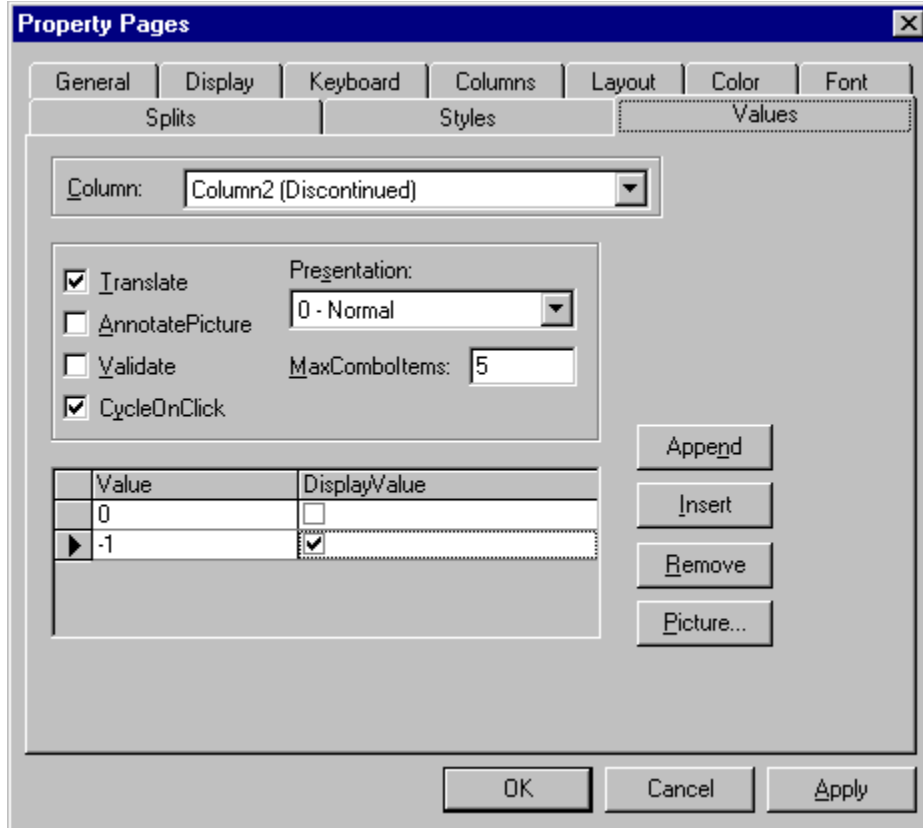 Property Pages
General Display Keyboard Columns Layout Color Font
Splits Styles Values
Column: Column2 (Discontinued)
Translate Presentation:
AnnotatePicture 0 - Normal
Validate MaxComboItems: 5
CycleOnClick
Append
Value DisplayValue
Insert
0
-1
Remove
Picture...
OK Cancel Apply